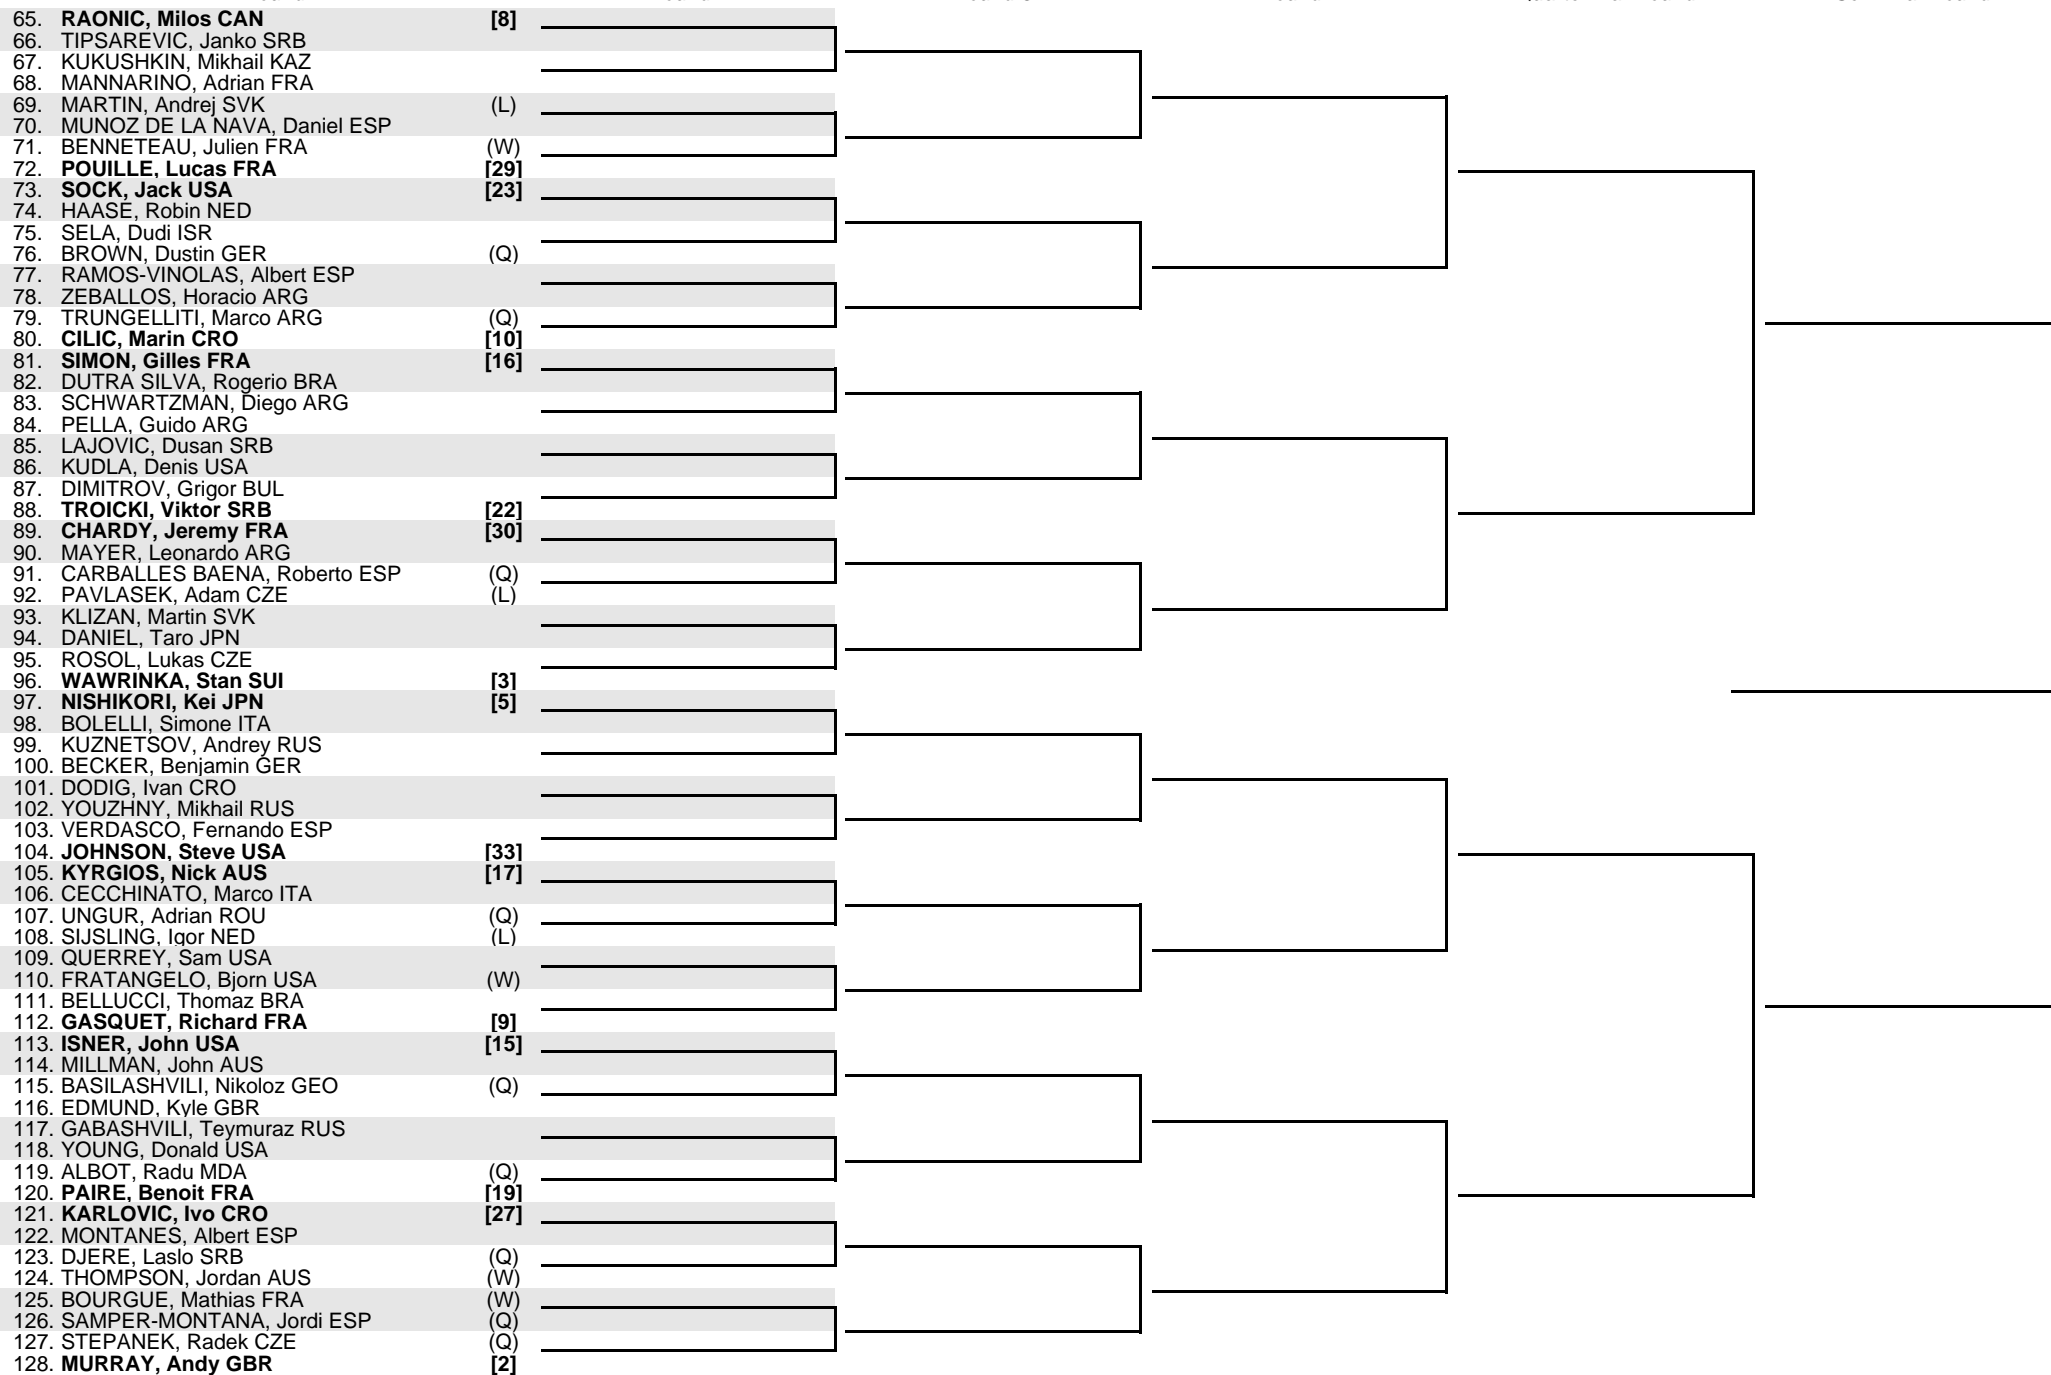 65. RAONIC, Milos CAN [8]
66. TIPSAREVIC, Janko SRB
67. KUKUSHKIN, Mikhail KAZ
68. MANNARINO, Adrian FRA
69. MARTIN, Andrej SVK (L)
70. MUNOZ DE LA NAVA, Daniel ESP
71. BENNETEAU, Julien FRA (W)
72. POUILLE, Lucas FRA [29]
73. SOCK, Jack USA [23]
74. HAASE, Robin NED
75. SELA, Dudi ISR
76. BROWN, Dustin GER (Q)
77. RAMOS-VINOLAS, Albert ESP
78. ZEBALLOS, Horacio ARG
79. TRUNGELLITI, Marco ARG (Q)
80. CILIC, Marin CRO [10]
81. SIMON, Gilles FRA [16]
82. DUTRA SILVA, Rogerio BRA
83. SCHWARTZMAN, Diego ARG
84. PELLA, Guido ARG
85. LAJOVIC, Dusan SRB
86. KUDLA, Denis USA
87. DIMITROV, Grigor BUL
88. TROICKI, Viktor SRB [22]
89. CHARDY, Jeremy FRA [30]
90. MAYER, Leonardo ARG
91. CARBALLES BAENA, Roberto ESP (Q)
92. PAVLASEK, Adam CZE (L)
93. KLIZAN, Martin SVK
94. DANIEL, Taro JPN
95. ROSOL, Lukas CZE
96. WAWRINKA, Stan SUI [3]
97. NISHIKORI, Kei JPN [5]
98. BOLELLI, Simone ITA
99. KUZNETSOV, Andrey RUS
100. BECKER, Benjamin GER
101. DODIG, Ivan CRO
102. YOUZHNY, Mikhail RUS
103. VERDASCO, Fernando ESP
104. JOHNSON, Steve USA [33]
105. KYRGIOS, Nick AUS [17]
106. CECCHINATO, Marco ITA
107. UNGUR, Adrian ROU (Q)
108. SIJSLING, Igor NED (L)
109. QUERREY, Sam USA
110. FRATANGELO, Bjorn USA (W)
111. BELLUCCI, Thomaz BRA
112. GASQUET, Richard FRA [9]
113. ISNER, John USA [15]
114. MILLMAN, John AUS
115. BASILASHVILI, Nikoloz GEO (Q)
116. EDMUND, Kyle GBR
117. GABASHVILI, Teymuraz RUS
118. YOUNG, Donald USA
119. ALBOT, Radu MDA (Q)
120. PAIRE, Benoit FRA [19]
121. KARLOVIC, Ivo CRO [27]
122. MONTANES, Albert ESP
123. DJERE, Laslo SRB (Q)
124. THOMPSON, Jordan AUS (W)
125. BOURGUE, Mathias FRA (W)
126. SAMPER-MONTANA, Jordi ESP (Q)
127. STEPANEK, Radek CZE (Q)
128. MURRAY, Andy GBR [2]